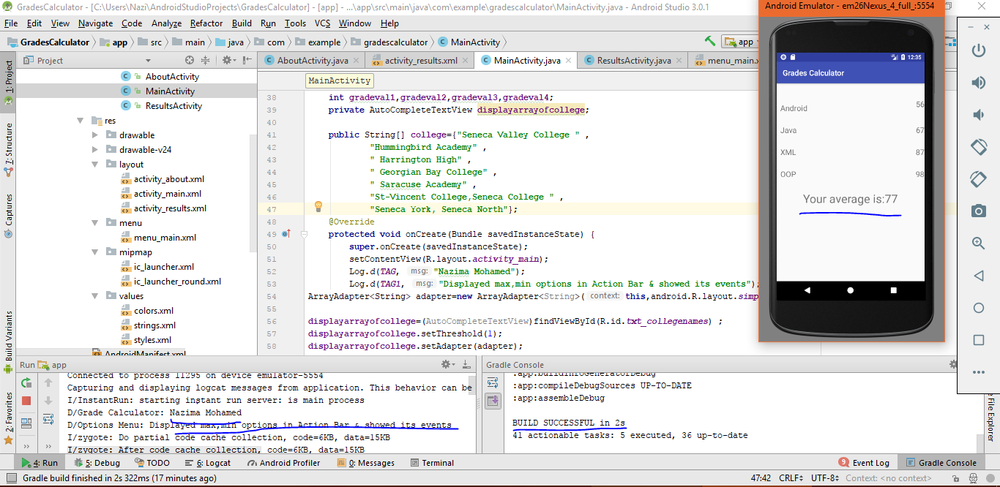 GradesCalculator - [C:\Users\Nazi\AndroidStudioProjects\GradesCalculator] - [app] - ...\app\src\main\java\com\example\gradescalculator\MainActivity.java - Android Studio 3.0.1
File Edit View Navigate Code Analyze Refactor Build Run Tools VCS Window Help
GradesCalculator app src main java com example gradescalculator MainActivity app
Project
AboutActivity.java activity_results.xml MainActivity.java ResultsActivity.java menu_main.x
1: Project
7: Structure
Captures
Build Variants
2: Favorites
AboutActivity
MainActivity
ResultsActivity
res
drawable
drawable-v24
layout
activity_about.xml
activity_main.xml
activity_results.xml
menu
menu_main.xml
mipmap
ic_launcher.xml
ic_launcher_round.xml
values
colors.xml
strings.xml
styles.xml
AndroidManifest.xml
MainActivity
38 int gradeval1,gradeval2,gradeval3,gradeval4;
39 private AutoCompleteTextView displayarrayofcollege;
40
41 public String[] college={"Seneca Valley College " ,
42 "Hummingbird Academy" ,
43 " Harrington High" ,
44 " Georgian Bay College" ,
45 " Saracuse Academy" ,
46 "St-Vincent College,Seneca College " ,
47 "Seneca York, Seneca North"};
48 @Override
49 protected void onCreate(Bundle savedInstanceState) {
50 super.onCreate(savedInstanceState);
51 setContentView(R.layout.activity_main);
52 Log.d(TAG, msg: "Nazima Mohamed");
53 Log.d(TAG1, msg: "Displayed max,min options in Action Bar & showed its events");
54 ArrayAdapter<String> adapter=new ArrayAdapter<String>( context: this,android.R.layout.simp
55
56 displayarrayofcollege=(AutoCompleteTextView)findViewById(R.id.txt_collegenames) ;
57 displayarrayofcollege.setThreshold(1);
58 displayarrayofcollege.setAdapter(adapter);
Android Emulator - em26Nexus_4_full_:5554
12:35
Grades Calculator
Android 56
Java 67
XML 87
OOP 98
Your average is:77
Run app
Connected to process 11295 on device emulator-5554
Capturing and displaying logcat messages from application. This behavior can be
I/InstantRun: starting instant run server: is main process
D/Grade Calculator: Nazima Mohamed
D/Options Menu: Displayed max,min options in Action Bar & showed its events
I/zygote: Do partial code cache collection, code=6KB, data=15KB
I/zygote: After code cache collection, code=6KB, data=15KB
Gradle Console
:app:buildInfoGeneratorDebug
:app:compileDebugSources UP-TO-DATE
:app:assembleDebug
BUILD SUCCESSFUL in 2s
41 actionable tasks: 5 executed, 36 up-to-date
e File Explorer
4: Run 5: Debug TODO 6: Logcat Android Profiler 0: Messages Terminal 9 Event Log Gradle Console
Gradle build finished in 2s 322ms (17 minutes ago) 47:42 CRLF UTF-8 Context: <no context>